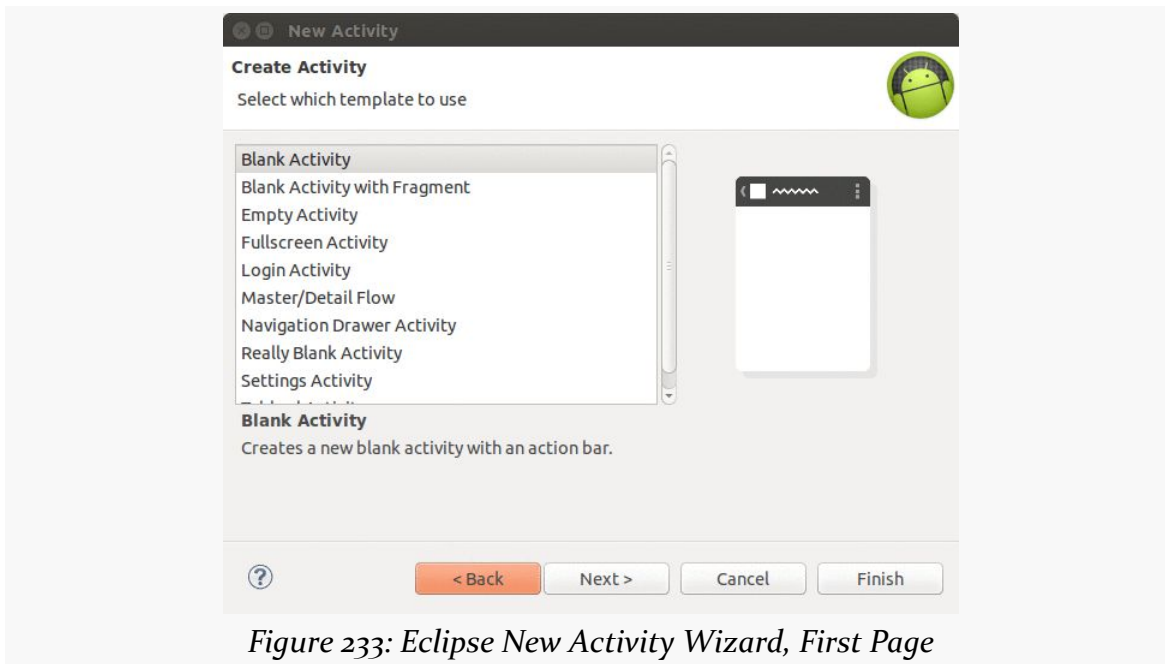 New Activity
Create Activity
Select which template to use
Blank Activity
Blank Activity with Fragment
Empty Activity
Fullscreen Activity
Login Activity
Master/Detail Flow
Navigation Drawer Activity
Really Blank Activity
Settings Activity
Blank Activity
Creates a new blank activity with an action bar.
?
< Back
Next >
Cancel
Finish
Figure 233: Eclipse New Activity Wizard, First Page